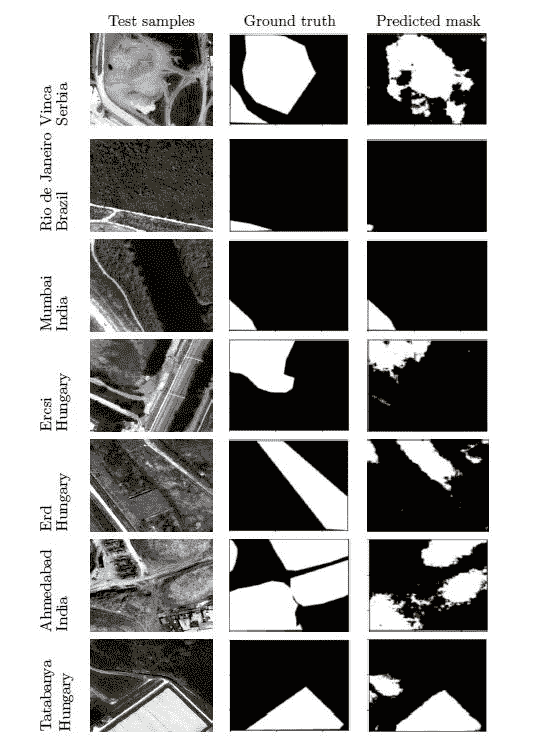 Test samples Ground truth Predicted mask
Vinca
Serbia
Rio de Janeiro
Brazil
Mumbai
India
Ercsi
Hungary
Erd
Hungary
Ahmedabad
India
Tatabanya
Hungary